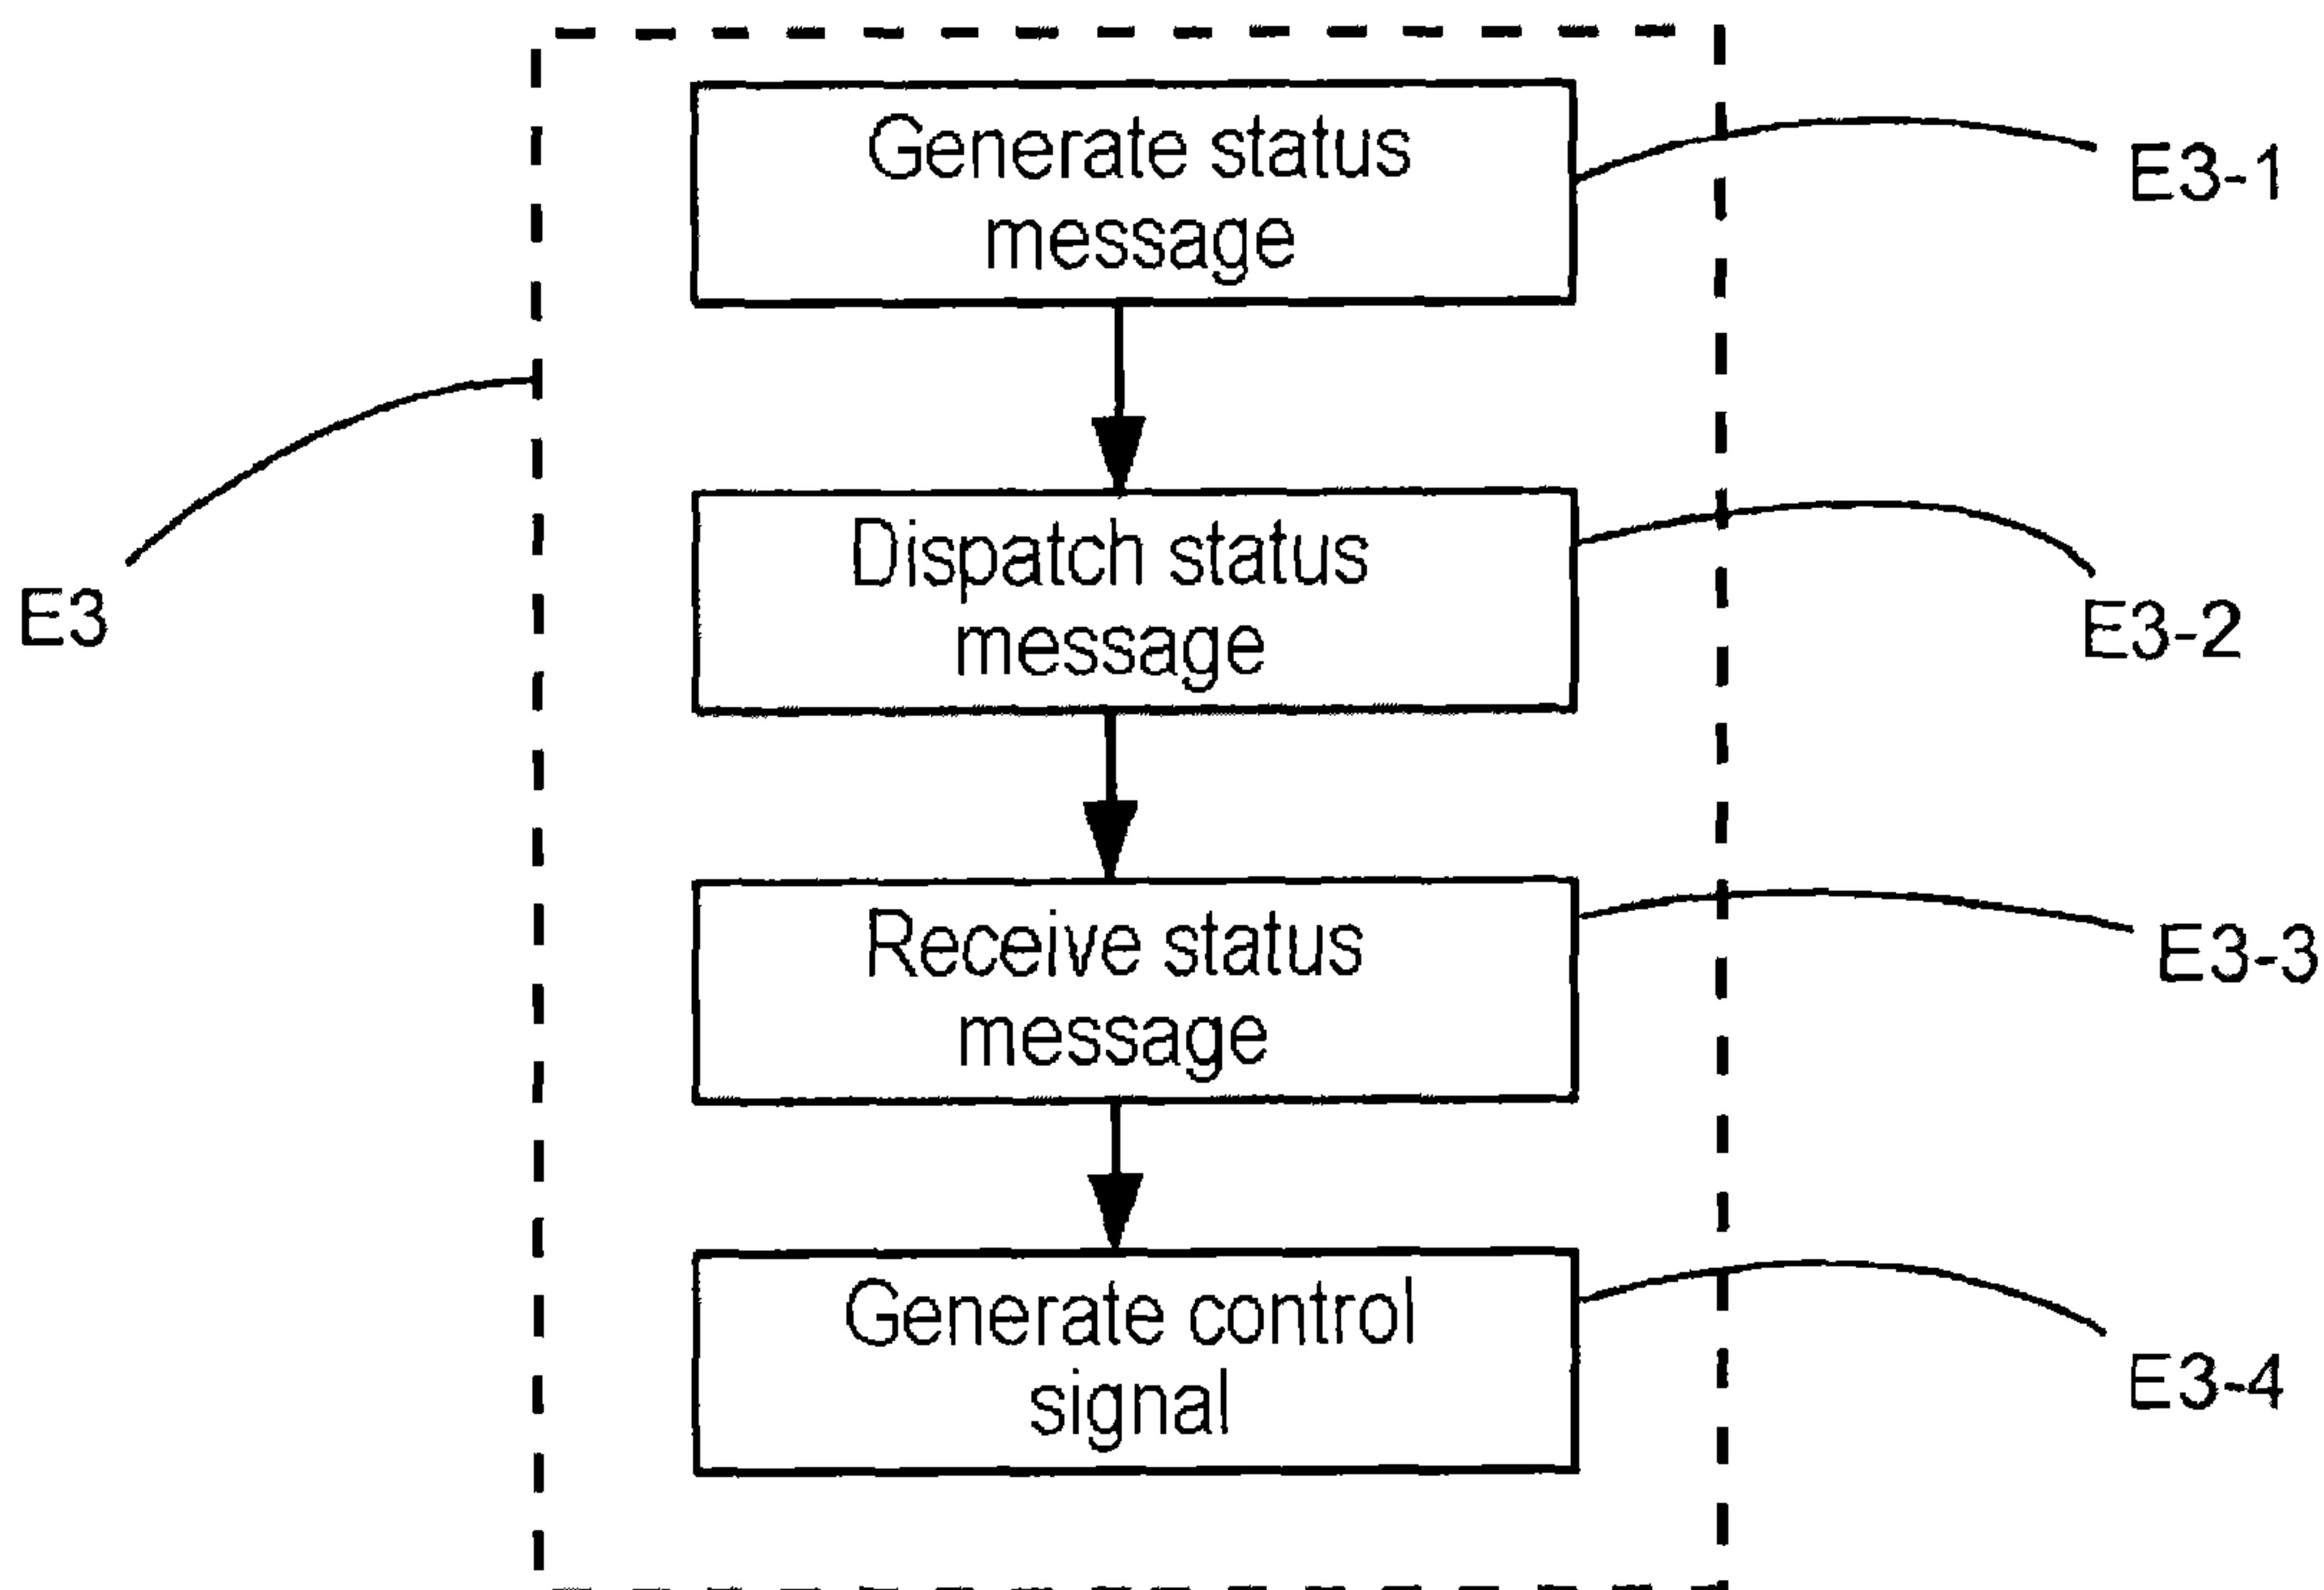 Generate status
message
E3-1
Dispatch status
message
E3
E3-2
Receive status
message
E3-3
Generate control
signal
E3-4